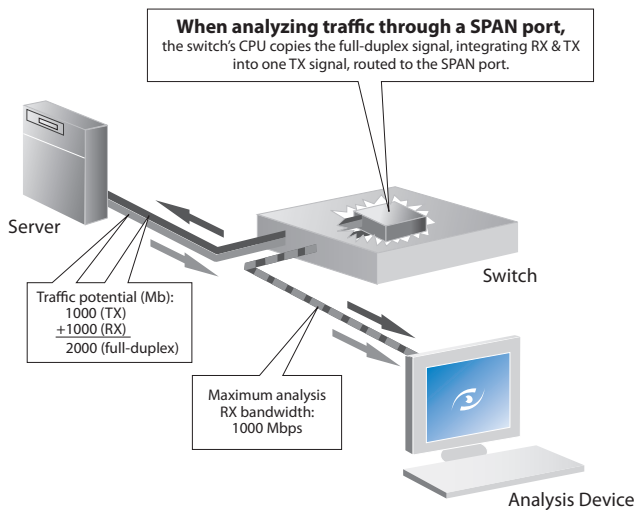 When analyzing traffic through a SPAN port,
the switch's CPU copies the full-duplex signal, integrating RX & TX
into one TX signal, routed to the SPAN port.
Server
Switch
Traffic potential (Mb):
1000 (TX)
+1000 (RX)
2000 (full-duplex)
Maximum analysis
RX bandwidth:
1000 Mbps
Analysis Device